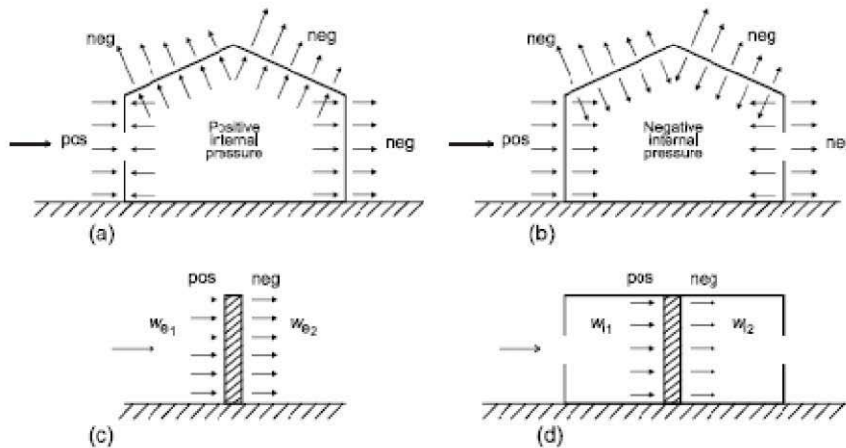 neg
neg
pos
Positive
internal
pressure
neg
(a)
neg
neg
pos
Negative
internal
pressure
ne
(b)
pos
neg
We1
We2
(c)
pos
neg
Wi1
Wi2
(d)